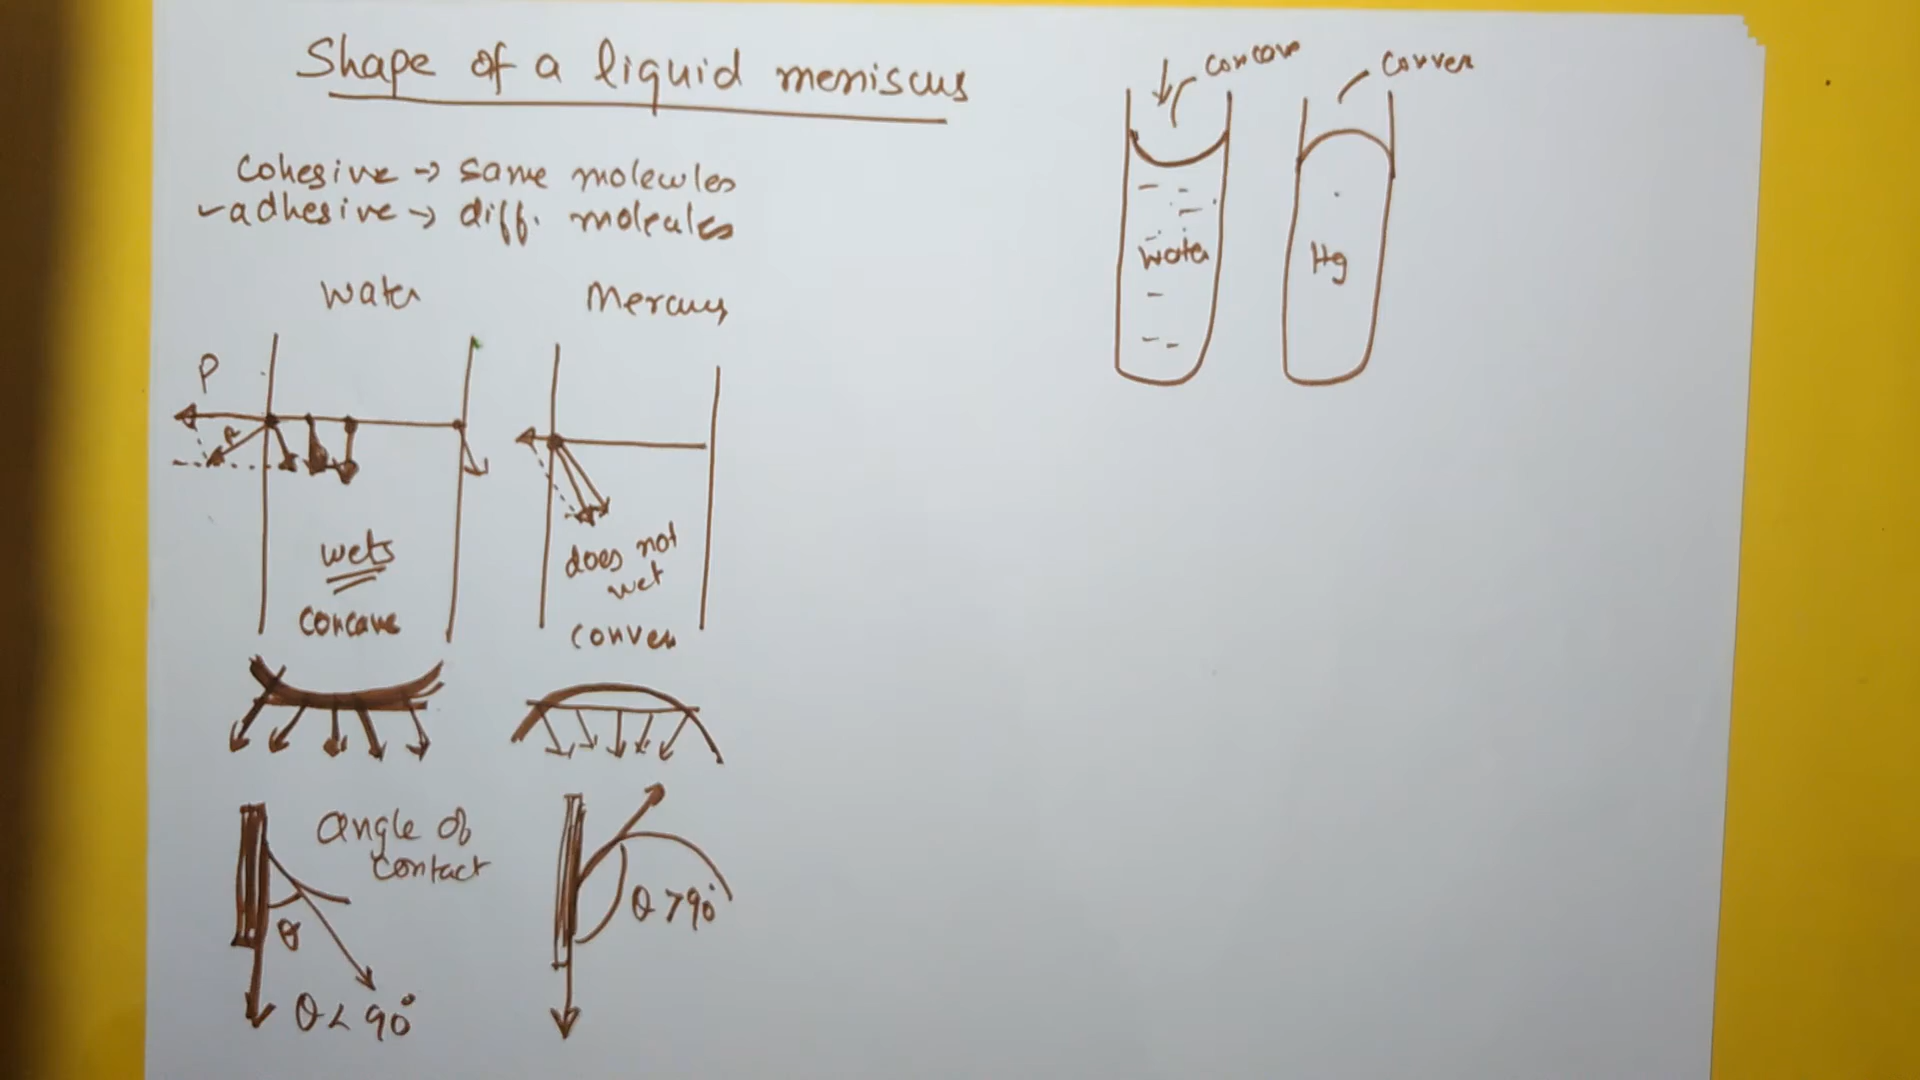 Shape of a liquid meniscus
Cohesive → same molecules
adhesive → diff. moleules
Water
Mercury
P
R
wets
concave
does not
wet
Convex
angle of
contact
θ
θ < 90°
θ > 90°
concave
convex
water
Hg